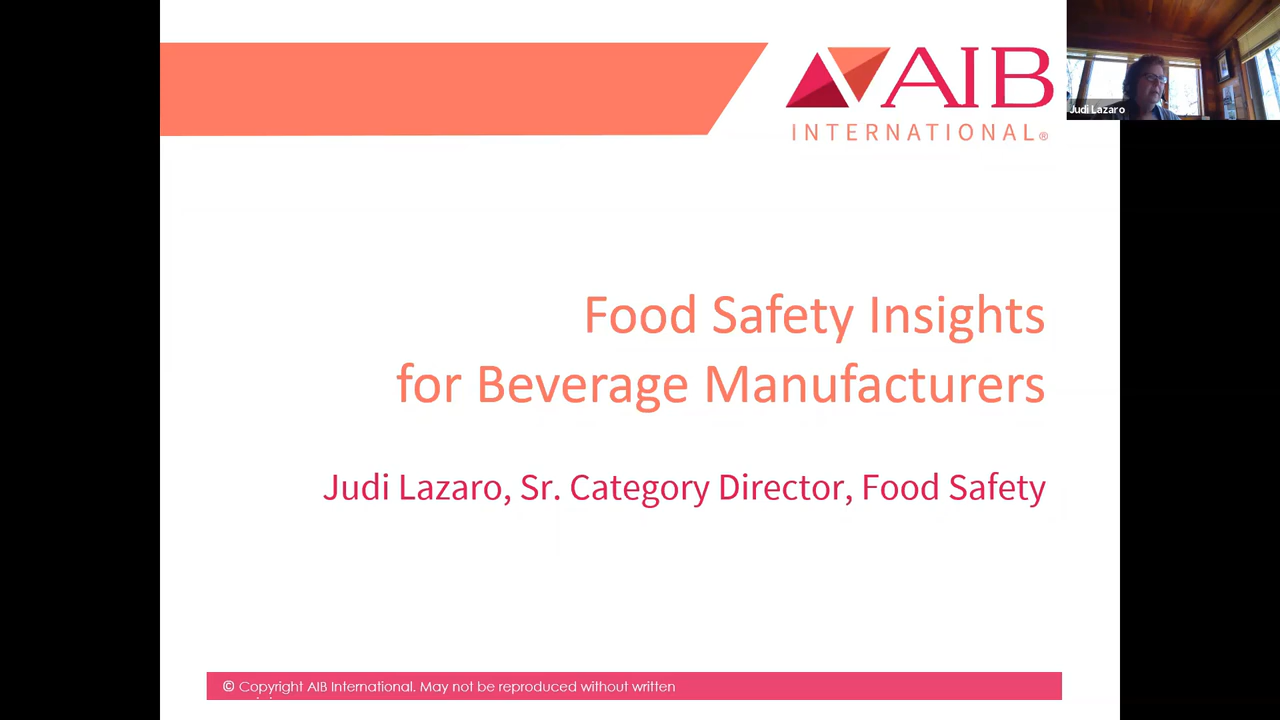 AIB
INTERNATIONAL®
Judi Lazaro
Food Safety Insights
for Beverage Manufacturers
Judi Lazaro, Sr. Category Director, Food Safety
© Copyright AIB International. May not be reproduced without written